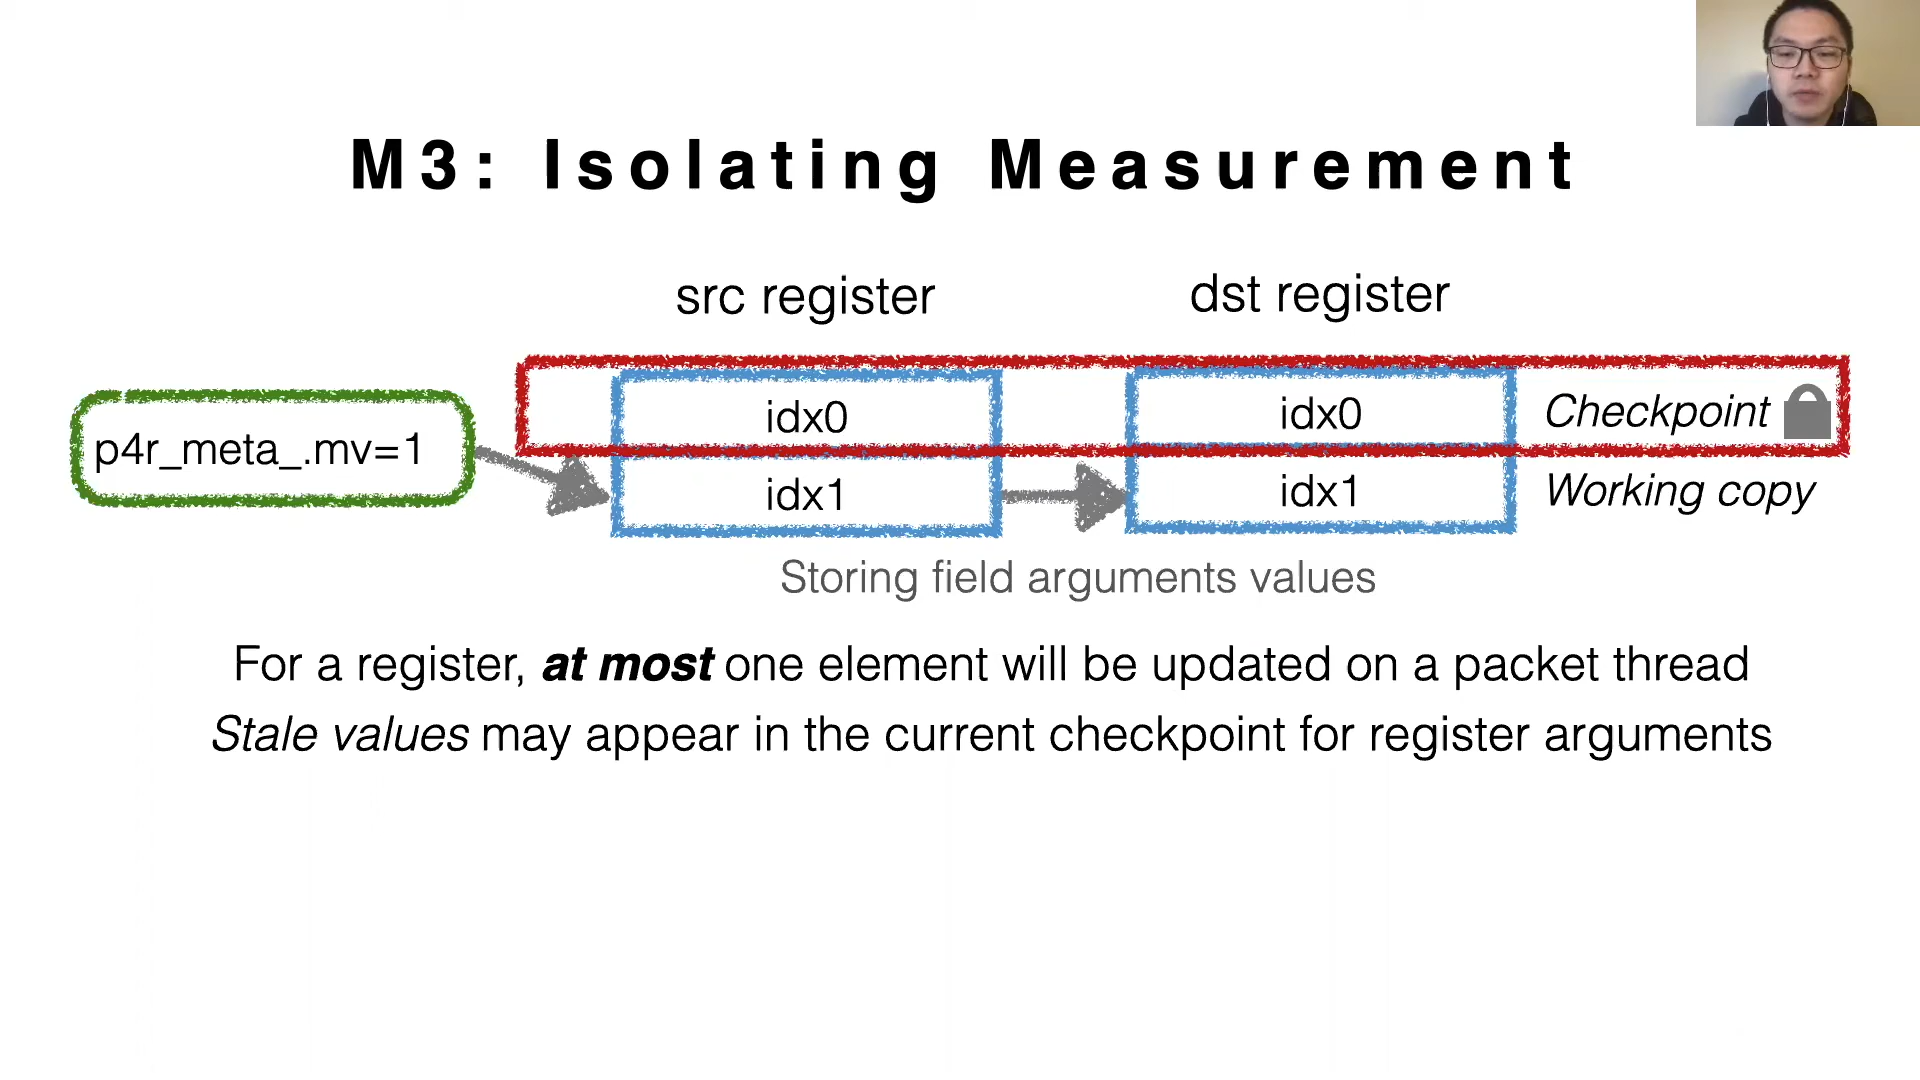 M3: Isolating Measurement
src register
dst register
idx0
idx0
Checkpoint
p4r_meta_.mv=1
idx1
idx1
Working copy
Storing field arguments values
For a register, at most one element will be updated on a packet thread
Stale values may appear in the current checkpoint for register arguments